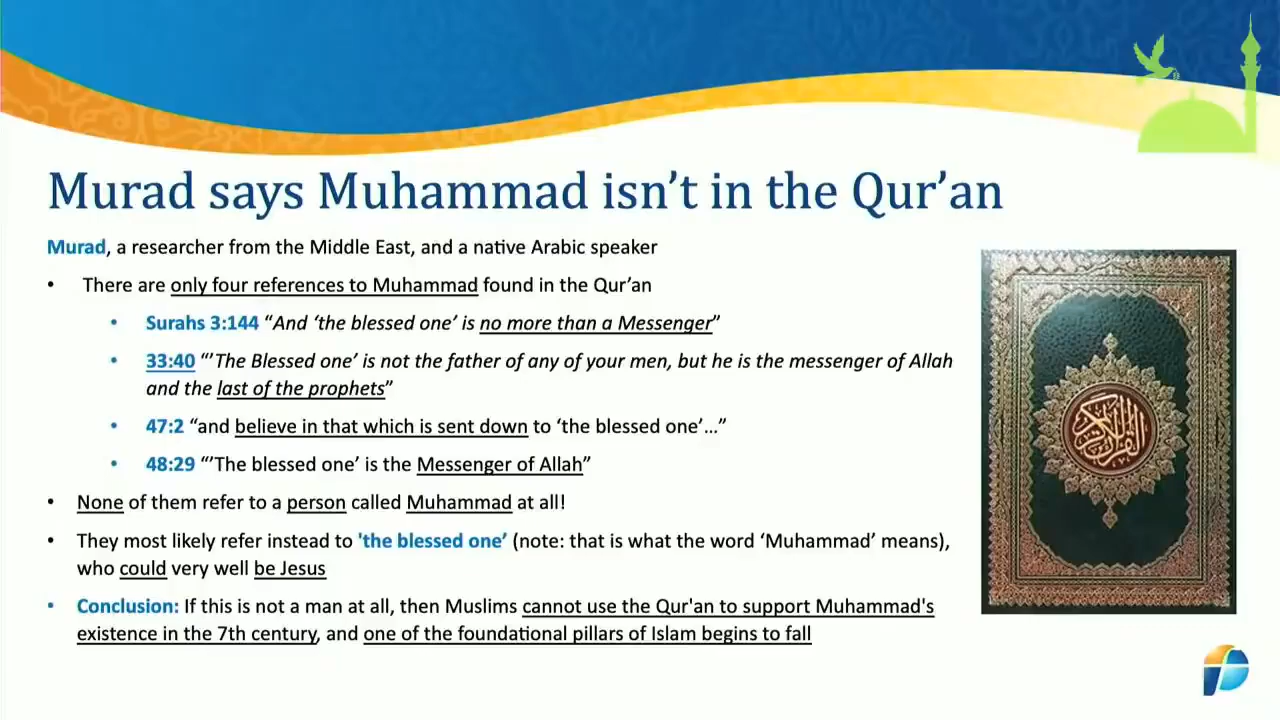 Murad says Muhammad isn’t in the Qur’an
Murad, a researcher from the Middle East, and a native Arabic speaker
• There are only four references to Muhammad found in the Qur’an
• Surahs 3:144 “And ‘the blessed one’ is no more than a Messenger”
• 33:40 “’The Blessed one’ is not the father of any of your men, but he is the messenger of Allah
and the last of the prophets”
• 47:2 “and believe in that which is sent down to ‘the blessed one’…”
• 48:29 “’The blessed one’ is the Messenger of Allah”
• None of them refer to a person called Muhammad at all!
• They most likely refer instead to 'the blessed one’ (note: that is what the word ‘Muhammad’ means),
who could very well be Jesus
• Conclusion: If this is not a man at all, then Muslims cannot use the Qur'an to support Muhammad's
existence in the 7th century, and one of the foundational pillars of Islam begins to fall
القرآن الكريم